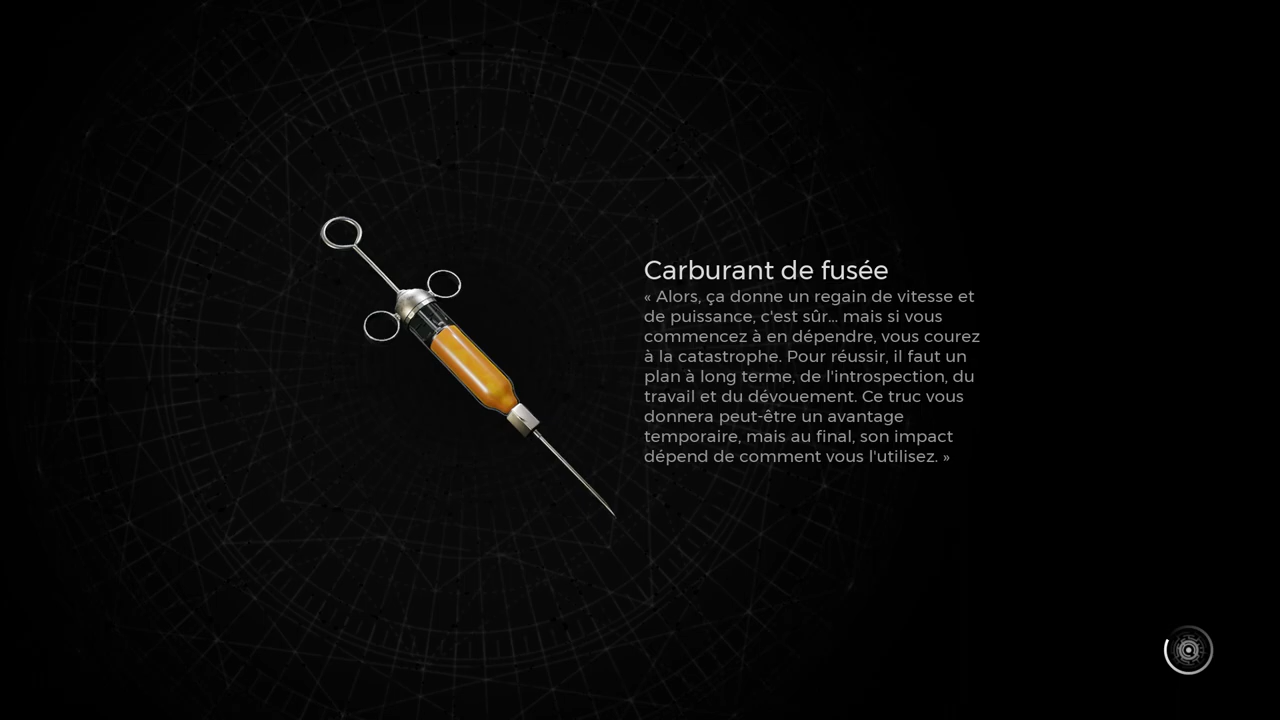 Carburant de fusée
« Alors, ça donne un regain de vitesse et
de puissance, c'est sûr... mais si vous
commencez à en dépendre, vous courez
à la catastrophe. Pour réussir, il faut un
plan à long terme, de l'introspection, du
travail et du dévouement. Ce truc vous
donnera peut-être un avantage
temporaire, mais au final, son impact
dépend de comment vous l'utilisez. »